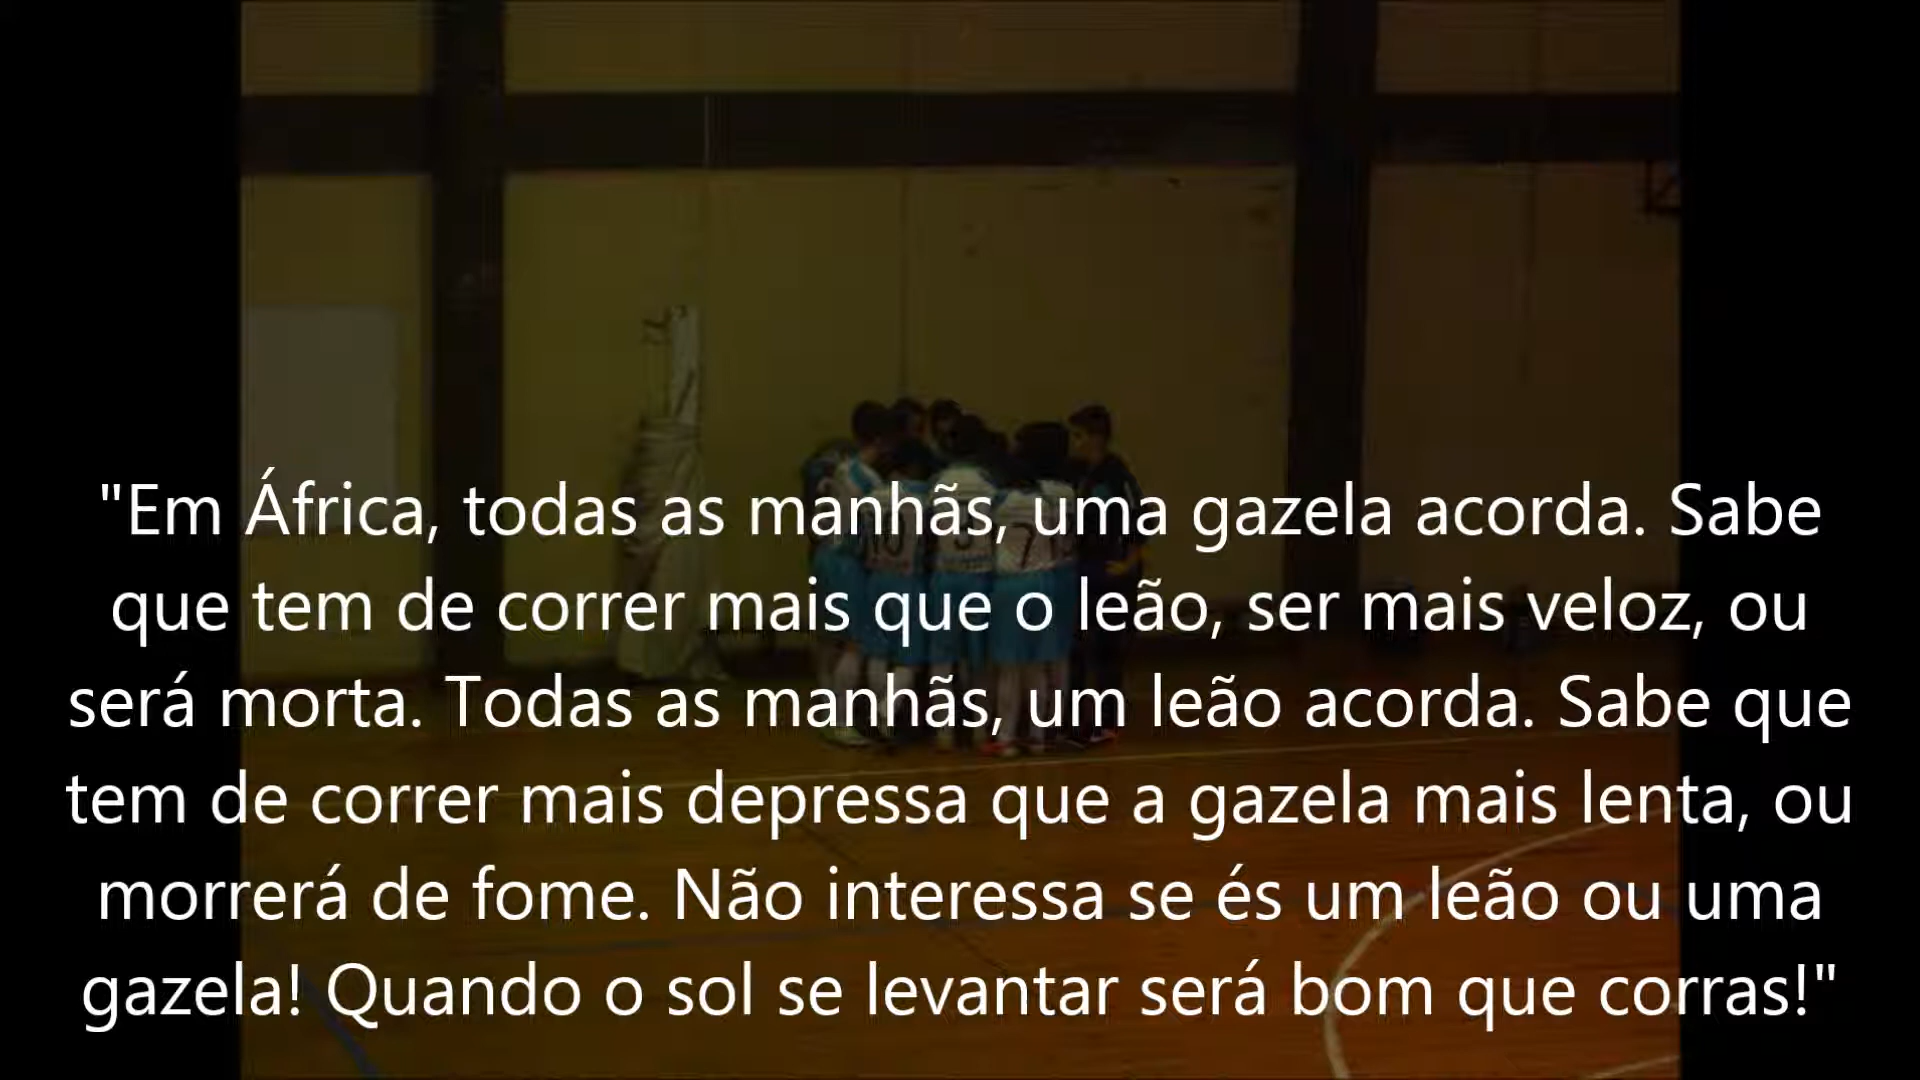 "Em África, todas as manhãs, uma gazela acorda. Sabe
que tem de correr mais que o leão, ser mais veloz, ou
será morta. Todas as manhãs, um leão acorda. Sabe que
tem de correr mais depressa que a gazela mais lenta, ou
morrerá de fome. Não interessa se és um leão ou uma
gazela! Quando o sol se levantar será bom que corras!"